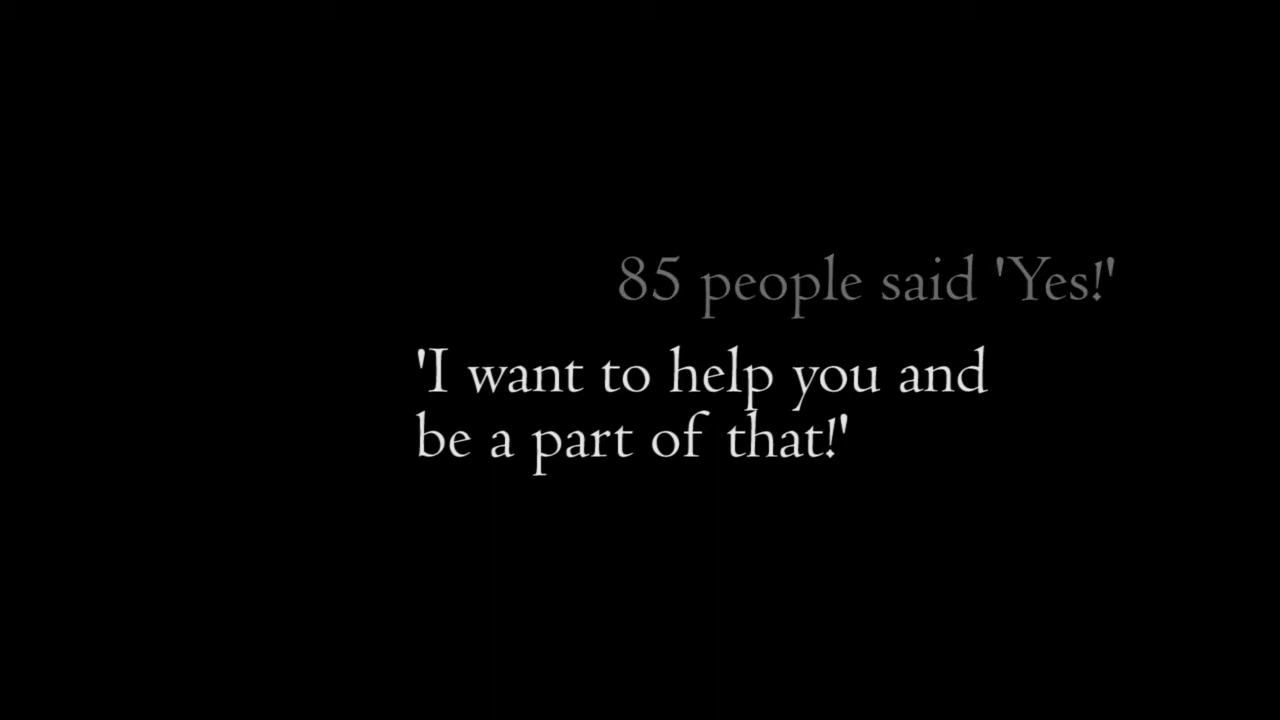 85 people said 'Yes!'
'I want to help you and
be a part of that!'